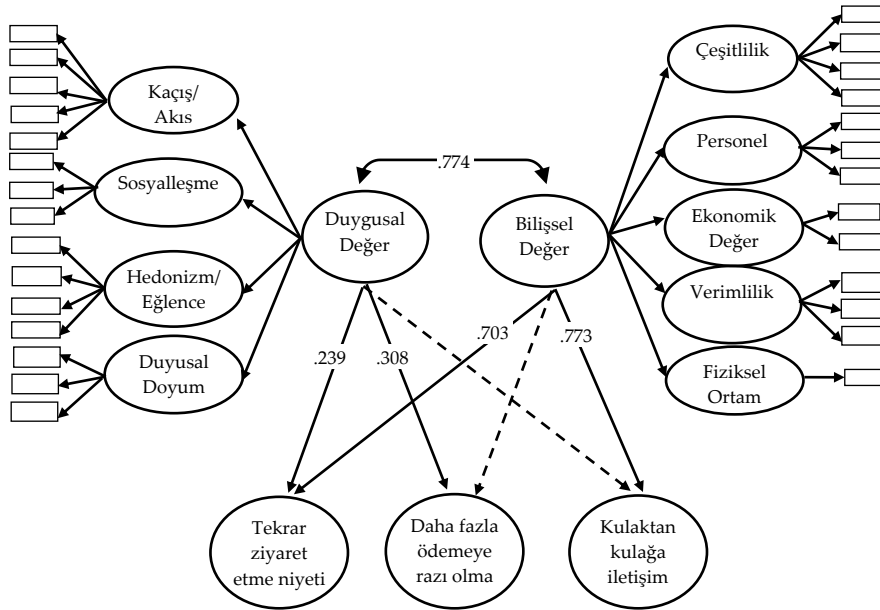 Kaçış/
Akıs
Sosyalleşme
Hedonizm/
Eğlence
Duyusal
Doyum
.774
Duygusal
Değer
Bilişsel
Değer
Çeşitlilik
Personel
Ekonomik
Değer
Verimlilik
Fiziksel
Ortam
.239
.308
.703
.773
Tekrar
ziyaret
etme niyeti
Daha fazla
ödemeye
razı olma
Kulaktan
kulağa
iletişim